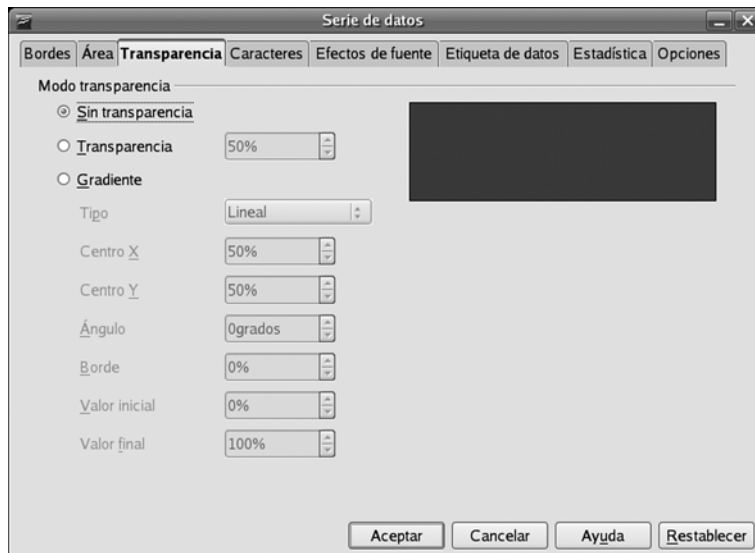 Serie de datos
Bordes Área Transparencia Caracteres Efectos de fuente Etiqueta de datos Estadística Opciones
Modo transparencia
Sin transparencia
Transparencia 50%
Gradiente
Tipo Lineal
Centro X 50%
Centro Y 50%
Ángulo 0grados
Borde 0%
Valor inicial 0%
Valor final 100%
Aceptar Cancelar Ayuda Restablecer